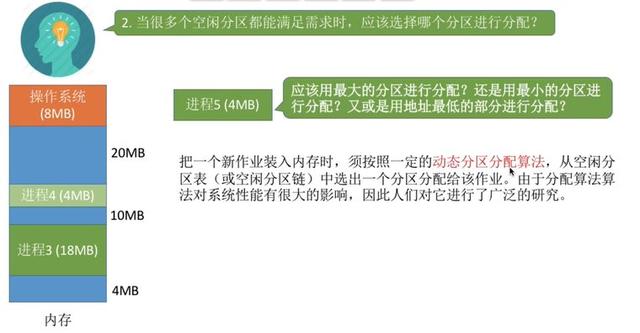 2. 当很多个空闲分区都能满足需求时，应该选择哪个分区进行分配？
操作系统
(8MB)
20MB
进程4 (4MB)
10MB
进程3 (18MB)
4MB
内存
进程5 (4MB)
应该用最大的分区进行分配？还是用最小的分区进
行分配？又或是用地址最低的部分进行分配？
把一个新作业装入内存时，须按照一定的动态分区分配算法，从空闲分
区表（或空闲分区链）中选出一个分区分配给该作业。由于分配算法算
法对系统性能有很大的影响，因此人们对它进行了广泛的研究。